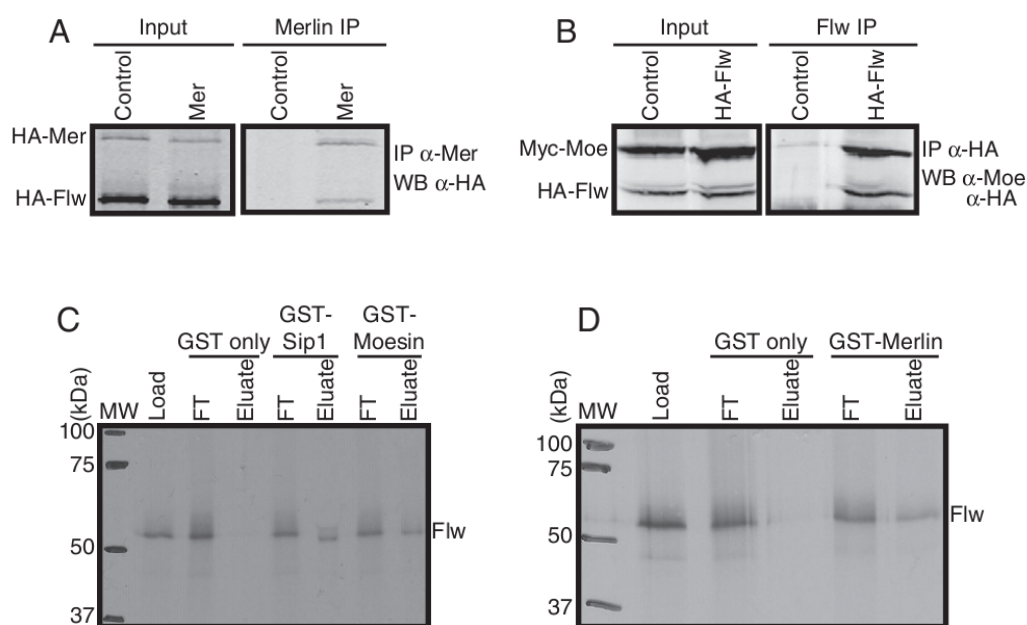 A
Input
Merlin IP
Control
Mer
Control
Mer
HA-Mer
HA-Flw
IP α-Mer
WB α-HA
B
Input
Flw IP
Control
HA-Flw
Control
HA-Flw
Myc-Moe
HA-Flw
IP α-HA
WB α-Moe
α-HA
C
GST only
GST-
Sip1
GST-
Moesin
MW
(kDa)
Load
FT
Eluate
FT
Eluate
FT
Eluate
100
75
50
37
Flw
D
GST only
GST-Merlin
MW
(kDa)
Load
FT
Eluate
FT
Eluate
100
75
50
37
Flw